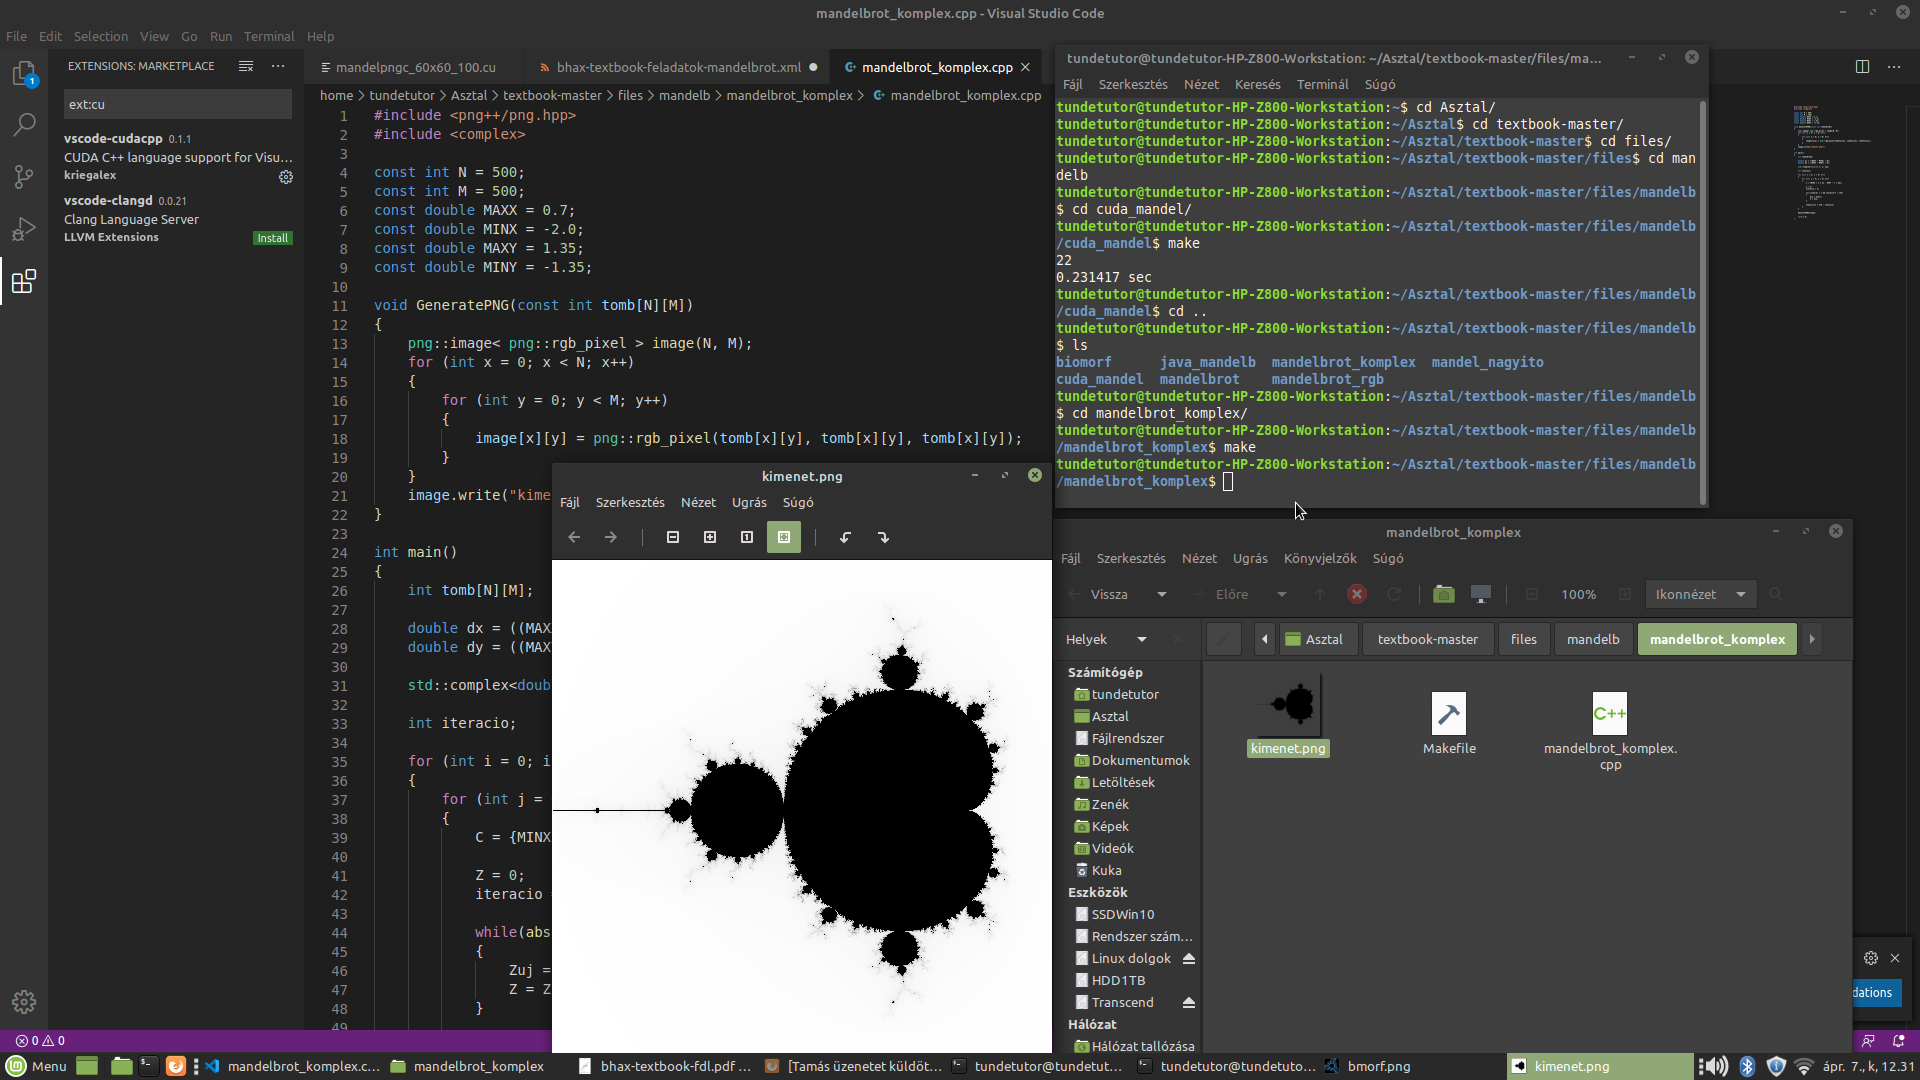 mandelbrot_komplex.cpp - Visual Studio Code
File Edit Selection View Go Run Terminal Help
EXTENSIONS: MARKETPLACE
ext:cu
vscode-cudacpp 0.1.1
CUDA C++ language support for Visu...
kriegalex
vscode-clangd 0.0.21
Clang Language Server
LLVM Extensions Install
1
mandelpngc_60x60_100.cu bhax-textbook-feladatok-mandelbrot.xml mandelbrot_komplex.cpp
home > tundetutor > Asztal > textbook-master > files > mandelb > mandelbrot_komplex > mandelbrot_komplex.cpp
1 #include <png++/png.hpp>
2 #include <complex>
3
4 const int N = 500;
5 const int M = 500;
6 const double MAXX = 0.7;
7 const double MINX = -2.0;
8 const double MAXY = 1.35;
9 const double MINY = -1.35;
10
11 void GeneratePNG(const int tomb[N][M])
12 {
13 png::image< png::rgb_pixel > image(N, M);
14 for (int x = 0; x < N; x++)
15 {
16 for (int y = 0; y < M; y++)
17 {
18 image[x][y] = png::rgb_pixel(tomb[x][y], tomb[x][y], tomb[x][y]);
19 }
20 }
21 image.write("kime
22 }
23
24 int main()
25 {
26 int tomb[N][M];
27
28 double dx = ((MAX
29 double dy = ((MAX
30
31 std::complex<doub
32
33 int iteracio;
34
35 for (int i = 0; i
36 {
37 for (int j =
38 {
39 C = {MINX
40
41 Z = 0;
42 iteracio
43
44 while(abs
45 {
46 Zuj =
47 Z = Z
48 }
49
0 0
tundetutor@tundetutor-HP-Z800-Workstation: ~/Asztal/textbook-master/files/ma...
Fájl Szerkesztés Nézet Keresés Terminál Súgó
tundetutor@tundetutor-HP-Z800-Workstation:~$ cd Asztal/
tundetutor@tundetutor-HP-Z800-Workstation:~/Asztal$ cd textbook-master/
tundetutor@tundetutor-HP-Z800-Workstation:~/Asztal/textbook-master$ cd files/
tundetutor@tundetutor-HP-Z800-Workstation:~/Asztal/textbook-master/files$ cd man
delb
tundetutor@tundetutor-HP-Z800-Workstation:~/Asztal/textbook-master/files/mandelb
$ cd cuda_mandel/
tundetutor@tundetutor-HP-Z800-Workstation:~/Asztal/textbook-master/files/mandelb
/cuda_mandel$ make
22
0.231417 sec
tundetutor@tundetutor-HP-Z800-Workstation:~/Asztal/textbook-master/files/mandelb
/cuda_mandel$ cd ..
tundetutor@tundetutor-HP-Z800-Workstation:~/Asztal/textbook-master/files/mandelb
$ ls
biomorf java_mandelb mandelbrot_komplex mandel_nagyito
cuda_mandel mandelbrot mandelbrot_rgb
tundetutor@tundetutor-HP-Z800-Workstation:~/Asztal/textbook-master/files/mandelb
$ cd mandelbrot_komplex/
tundetutor@tundetutor-HP-Z800-Workstation:~/Asztal/textbook-master/files/mandelb
/mandelbrot_komplex$ make
tundetutor@tundetutor-HP-Z800-Workstation:~/Asztal/textbook-master/files/mandelb
/mandelbrot_komplex$
kimenet.png
Fájl Szerkesztés Nézet Ugrás Súgó
mandelbrot_komplex
Fájl Szerkesztés Nézet Ugrás Könyvjelzők Súgó
Vissza Előre 100% Ikonnézet
Helyek Asztal textbook-master files mandelb mandelbrot_komplex
Számítógép
tundetutor
Asztal
Fájlrendszer
Dokumentumok
Letöltések
Zenék
Képek
Videók
Kuka
Eszközök
SSDWin10
Rendszer szám...
Linux dolgok
HDD1TB
Transcend
Hálózat
Hálózat tallózása
C++
kimenet.png Makefile mandelbrot_komplex.
cpp
dations
Menu mandelbrot_komplex.c... mandelbrot_komplex bhax-textbook-fdl.pdf ... [Tamás üzenetet küldöt... tundetutor@tundetut... tundetutor@tundetuto... bmorf.png kimenet.png ápr. 7., k, 12.31